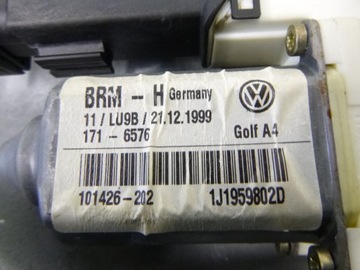 BRM - H Germany
11 / LU9B / 21.12.1999
171 - 6576 Golf A4
101426-202 1J1959802D